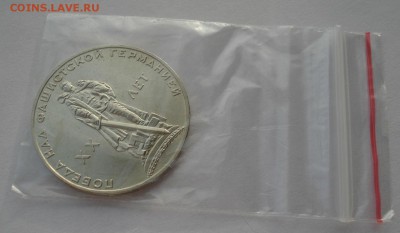 COINS.LAVE.RU
ПОБЕДА НАД ФАШИСТСКОЙ ГЕРМАНИЕЙ
XX
ЛЕТ